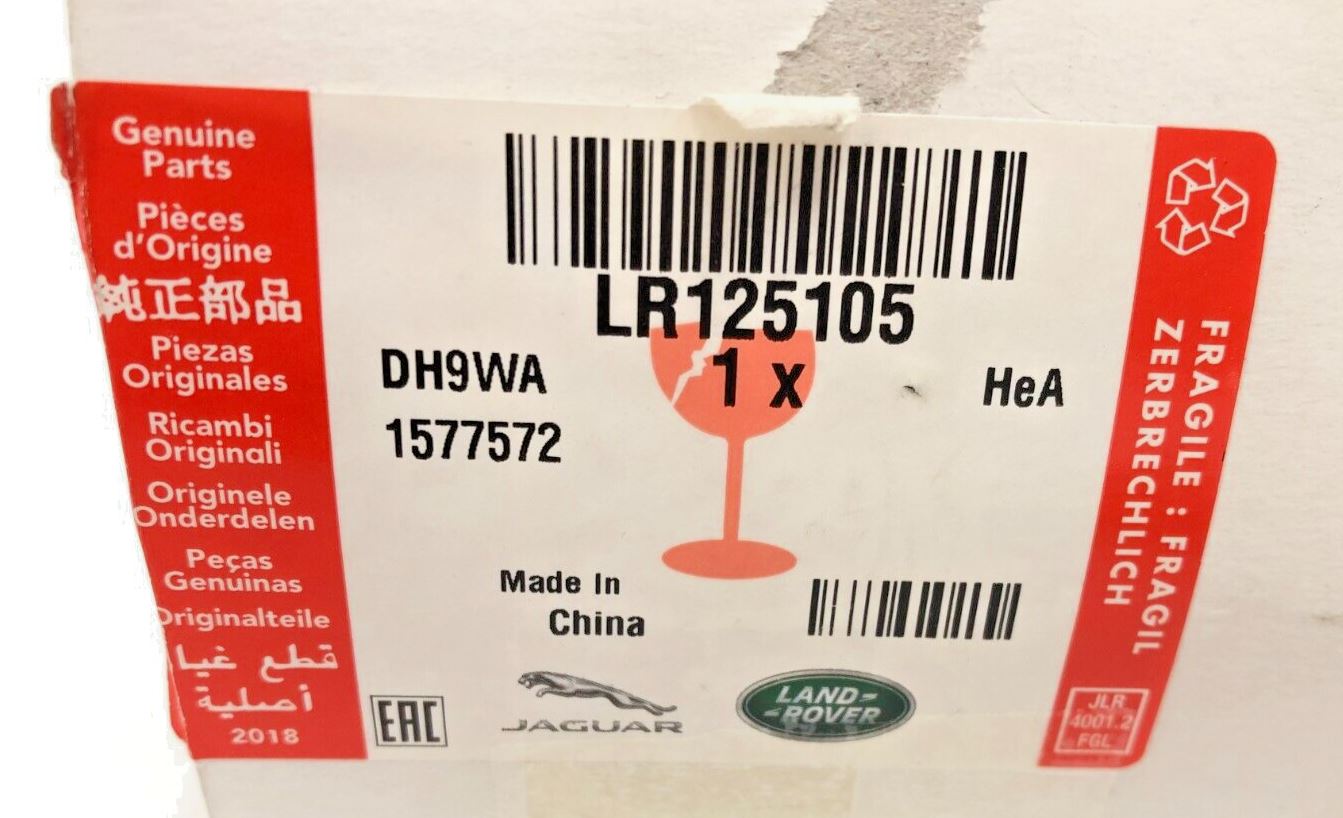 Genuine
Parts
Pièces
d'Origine
純正部品
Piezas
Originales
Ricambi
Originali
Originele
Onderdelen
Peças
Genuinas
Originalteile
قطع غيار
أصلية
2018
LR125105
1 x
DH9WA
HeA
1577572
Made In
China
EAC
JAGUAR
LAND-
-ROVER
FRAGILE : FRAGIL
ZERBRECHLICH
JLR
4001.2
FGL